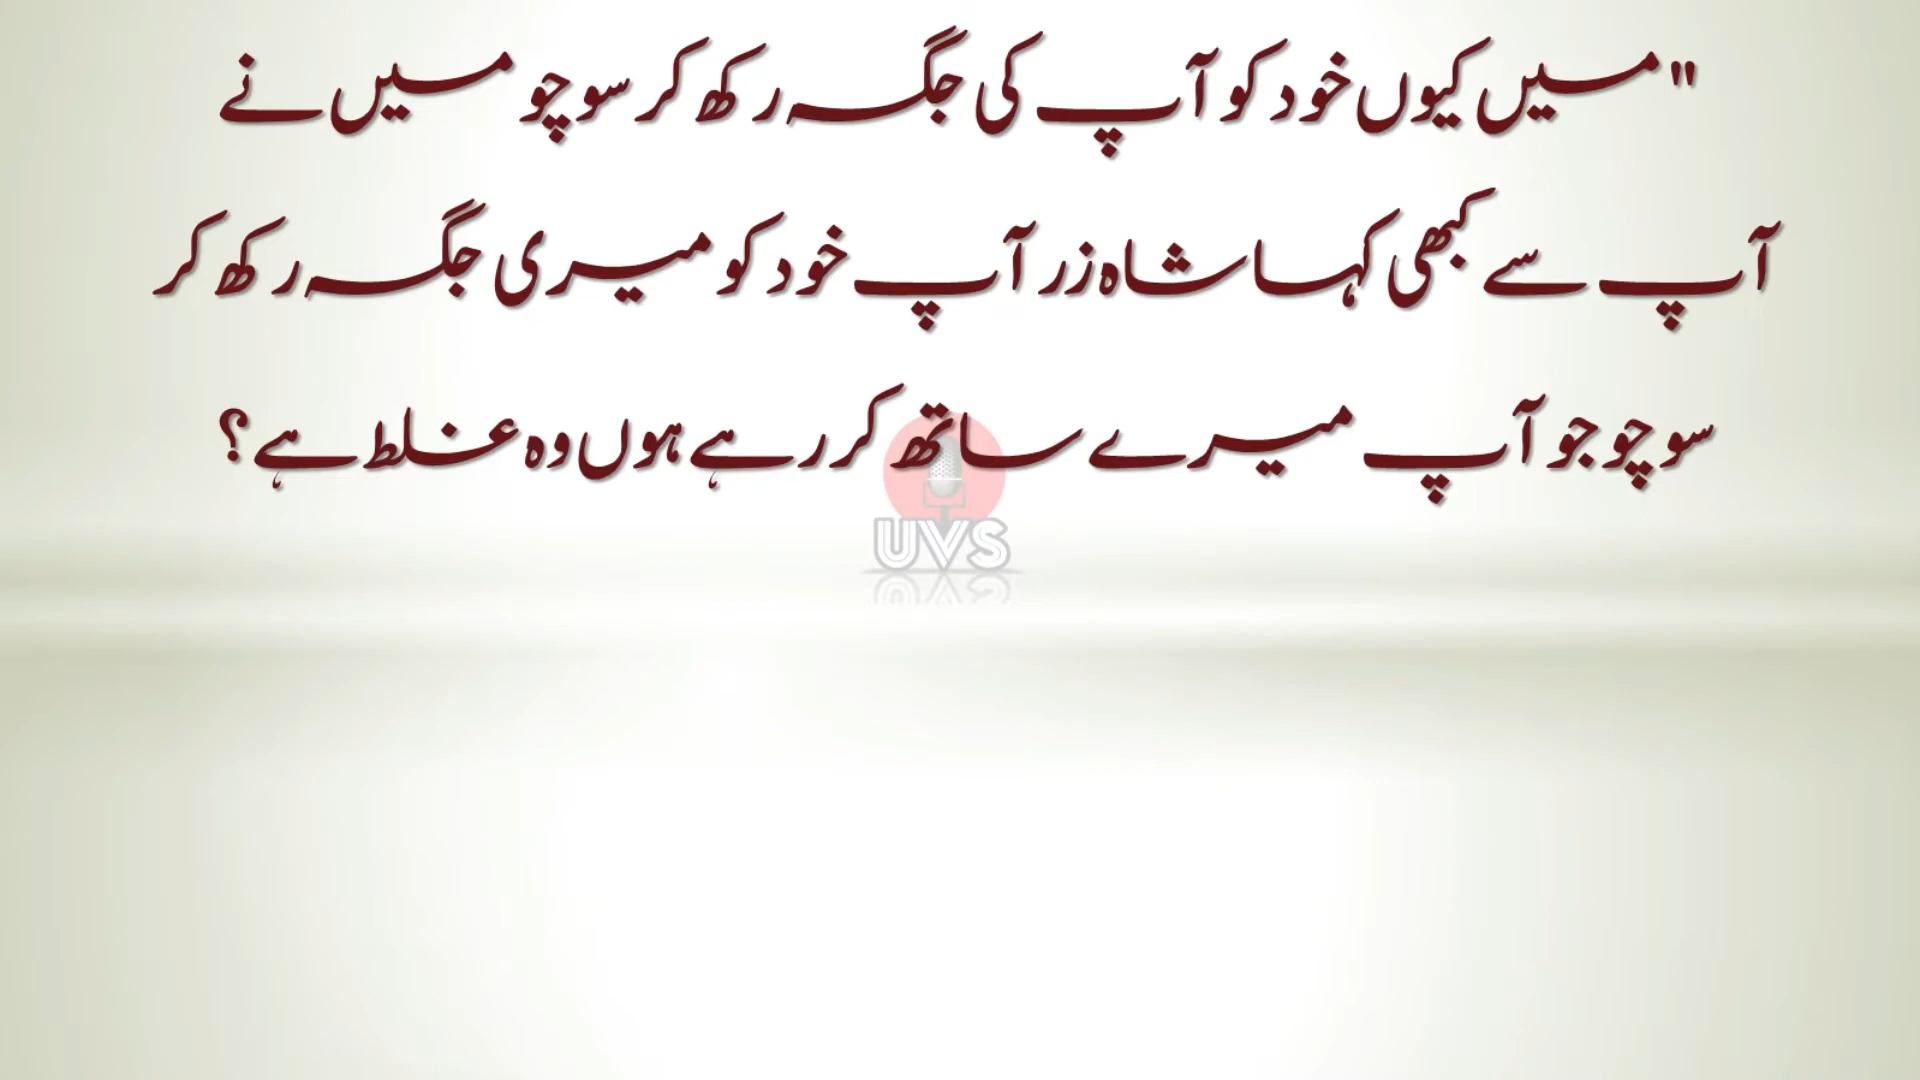 "میں کیوں خود کو آپ کی جگہ رکھ کر سوچو میں نے
آپ سے کبھی کہا شاہ زر آپ خود کو میری جگہ رکھ کر
سوچو جو آپ میرے ساتھ کر رہے ہوں وہ غلط ہے؟
UVS